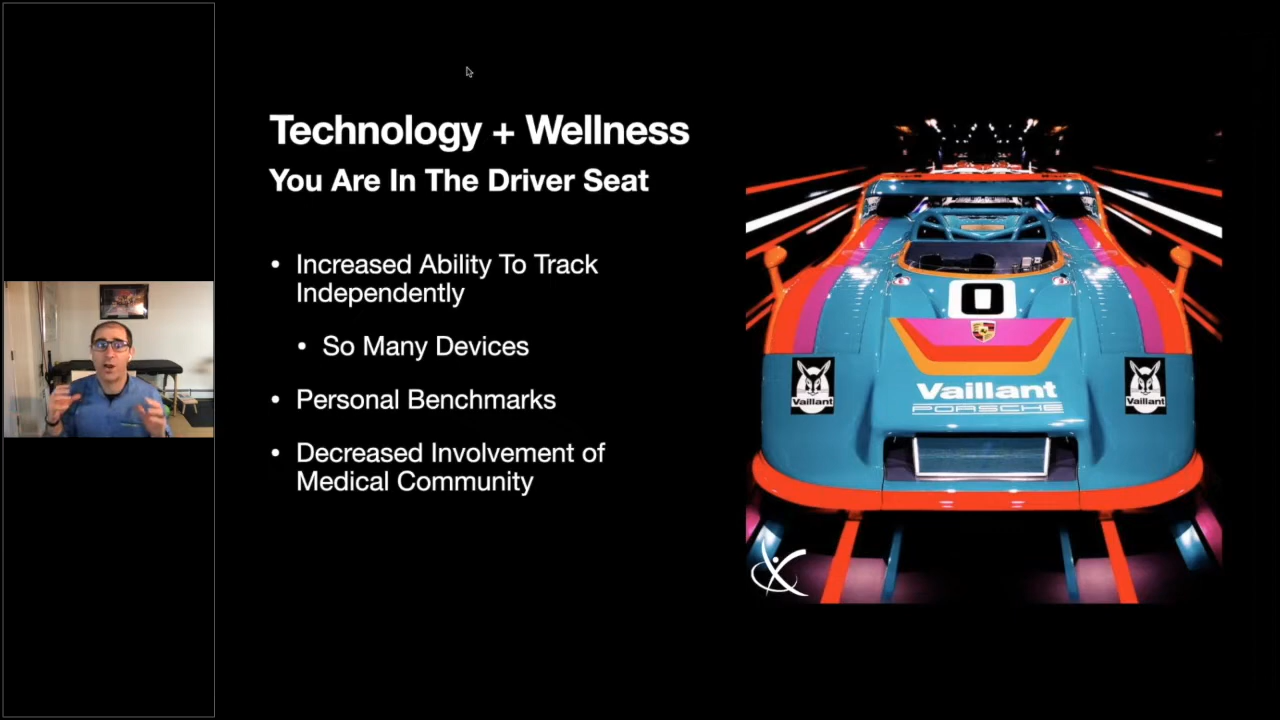 Technology + Wellness
You Are In The Driver Seat
• Increased Ability To Track
Independently
• So Many Devices
• Personal Benchmarks
• Decreased Involvement of
Medical Community
0
Vaillant
PORSCHE
Vaillant
Vaillant